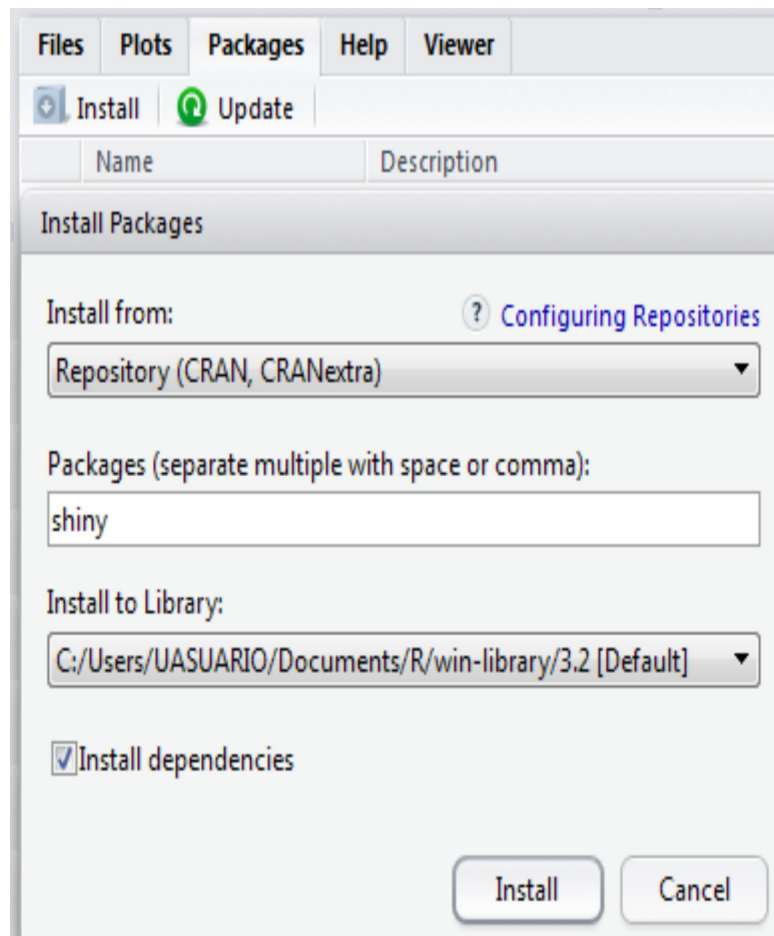 Files Plots Packages Help Viewer
Install Update
Name Description
Install Packages
Install from: ? Configuring Repositories
Repository (CRAN, CRANextra)
Packages (separate multiple with space or comma):
shiny
Install to Library:
C:/Users/UASUARIO/Documents/R/win-library/3.2 [Default]
Install dependencies
Install Cancel